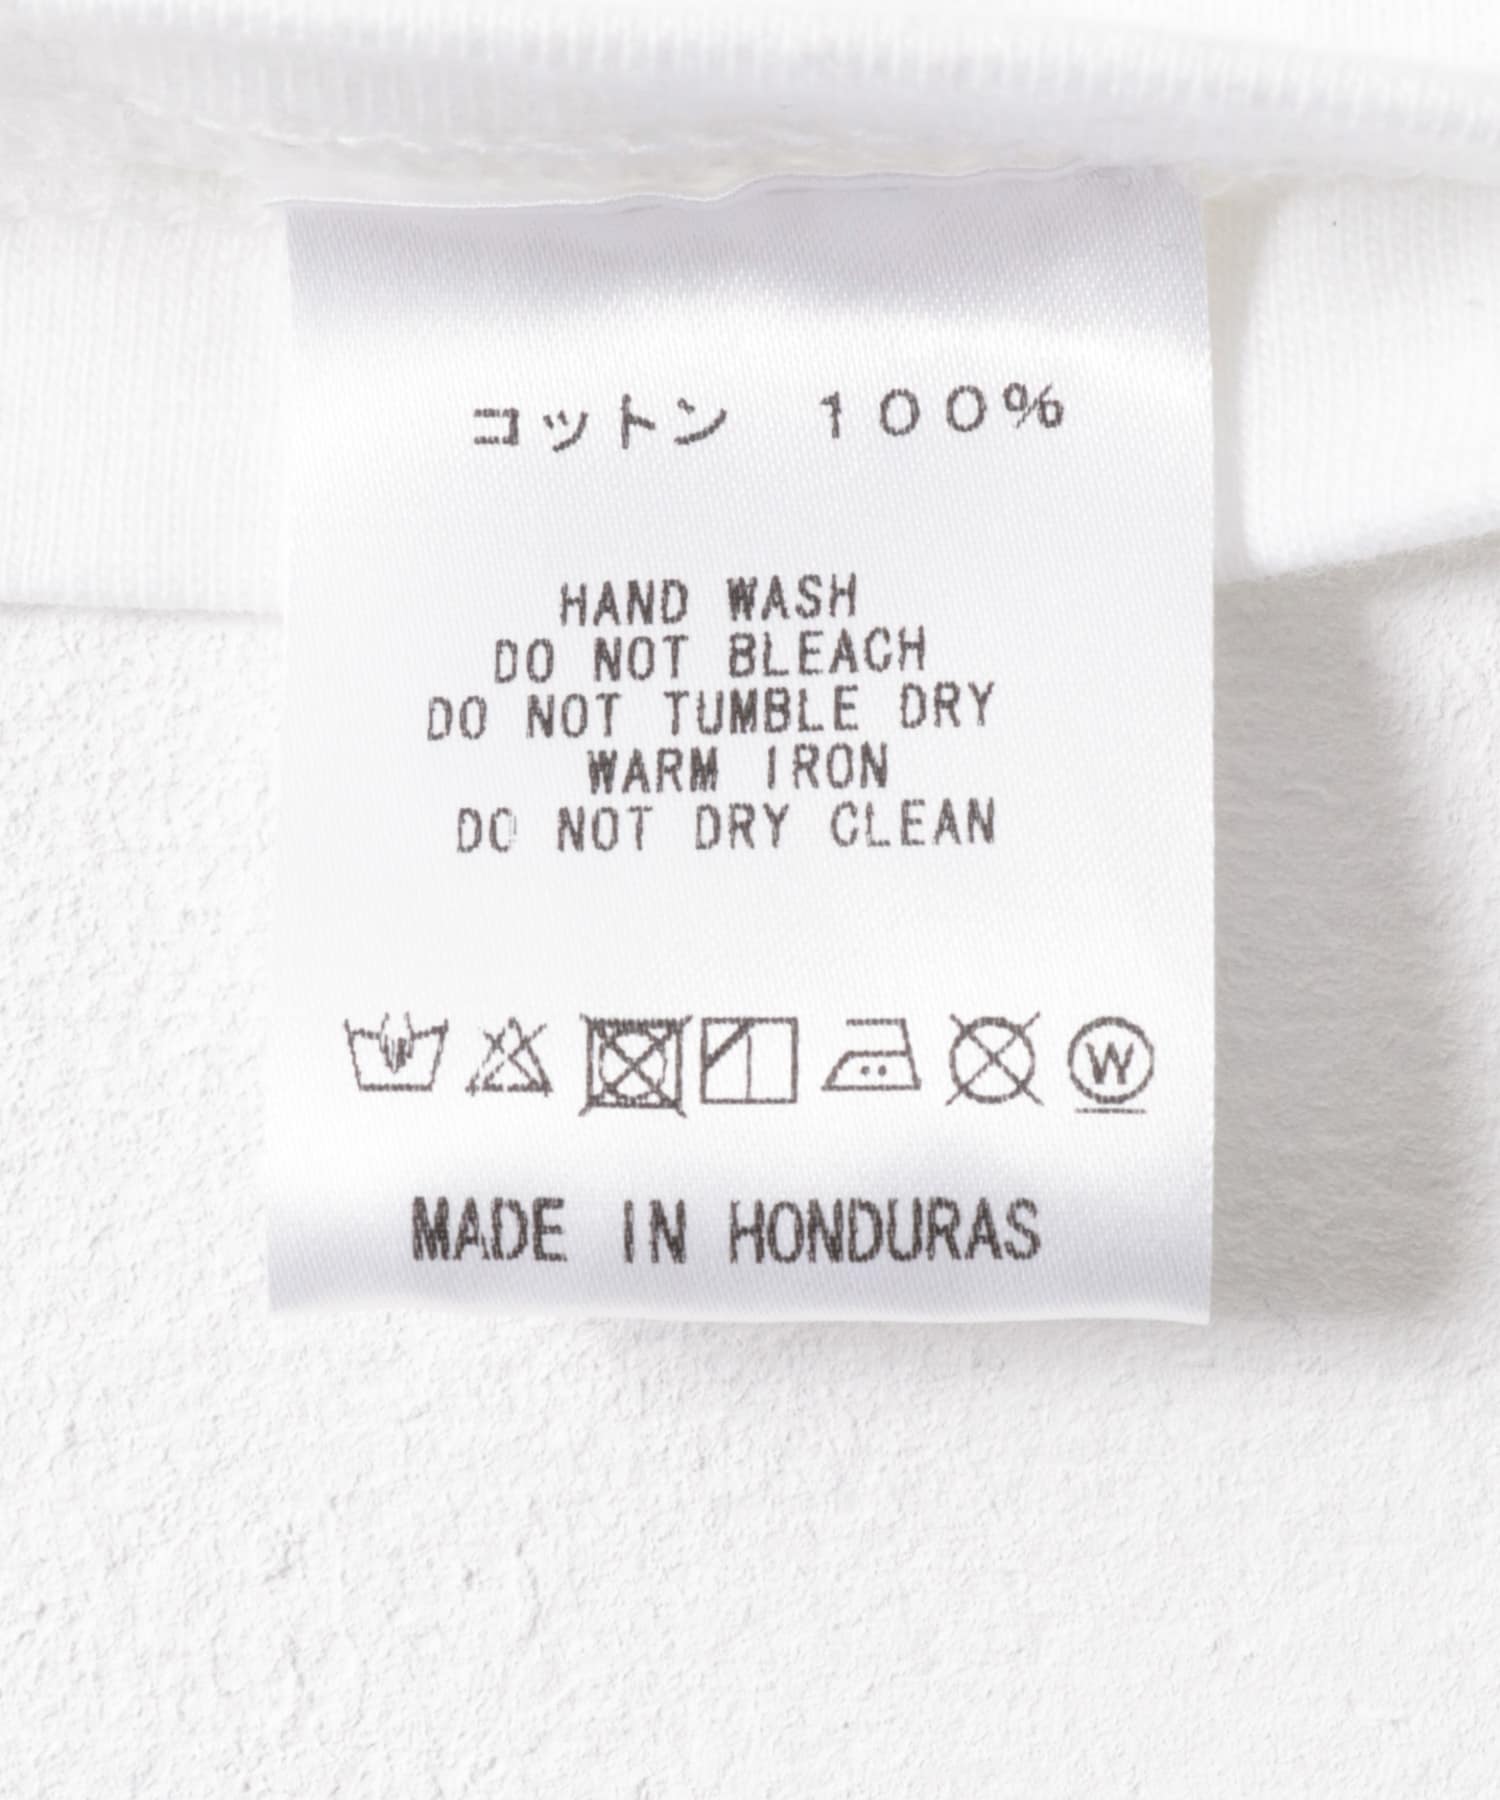 コットン　１００％
HAND WASH
DO NOT BLEACH
DO NOT TUMBLE DRY
WARM IRON
DO NOT DRY CLEAN
W
MADE IN HONDURAS